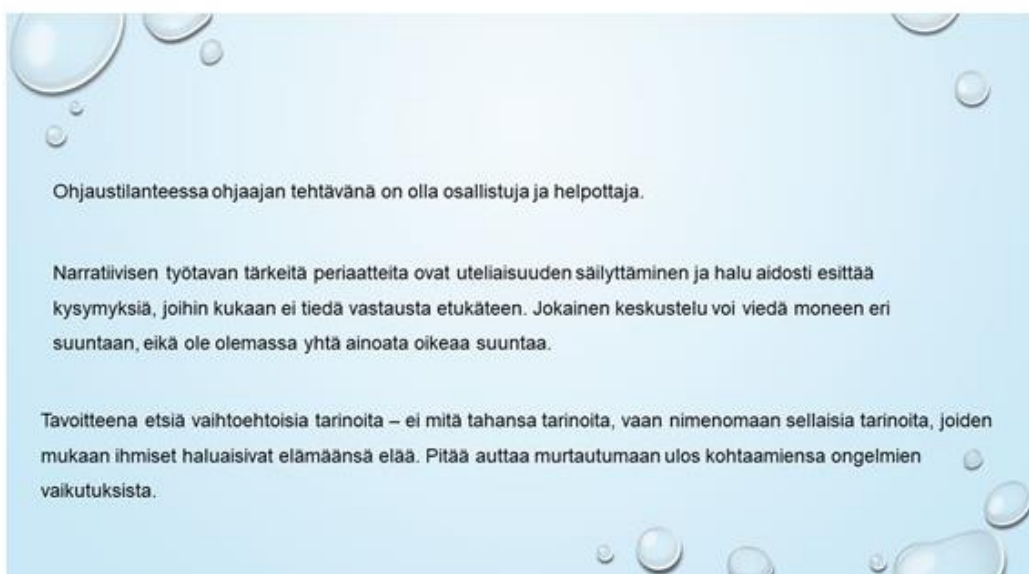 Ohjaustilanteessa ohjaajan tehtävänä on olla osallistuja ja helpottaja.
Narratiivisen työtavan tärkeitä periaatteita ovat uteliaisuuden säilyttäminen ja halu aidosti esittää
kysymyksiä, joihin kukaan ei tiedä vastausta etukäteen. Jokainen keskustelu voi viedä moneen eri
suuntaan, eikä ole olemassa yhtä ainoata oikeaa suuntaa.
Tavoitteena etsiä vaihtoehtoisia tarinoita – ei mitä tahansa tarinoita, vaan nimenomaan sellaisia tarinoita, joiden
mukaan ihmiset haluaisivat elämäänsä elää. Pitää auttaa murtautumaan ulos kohtaamiensa ongelmien
vaikutuksista.